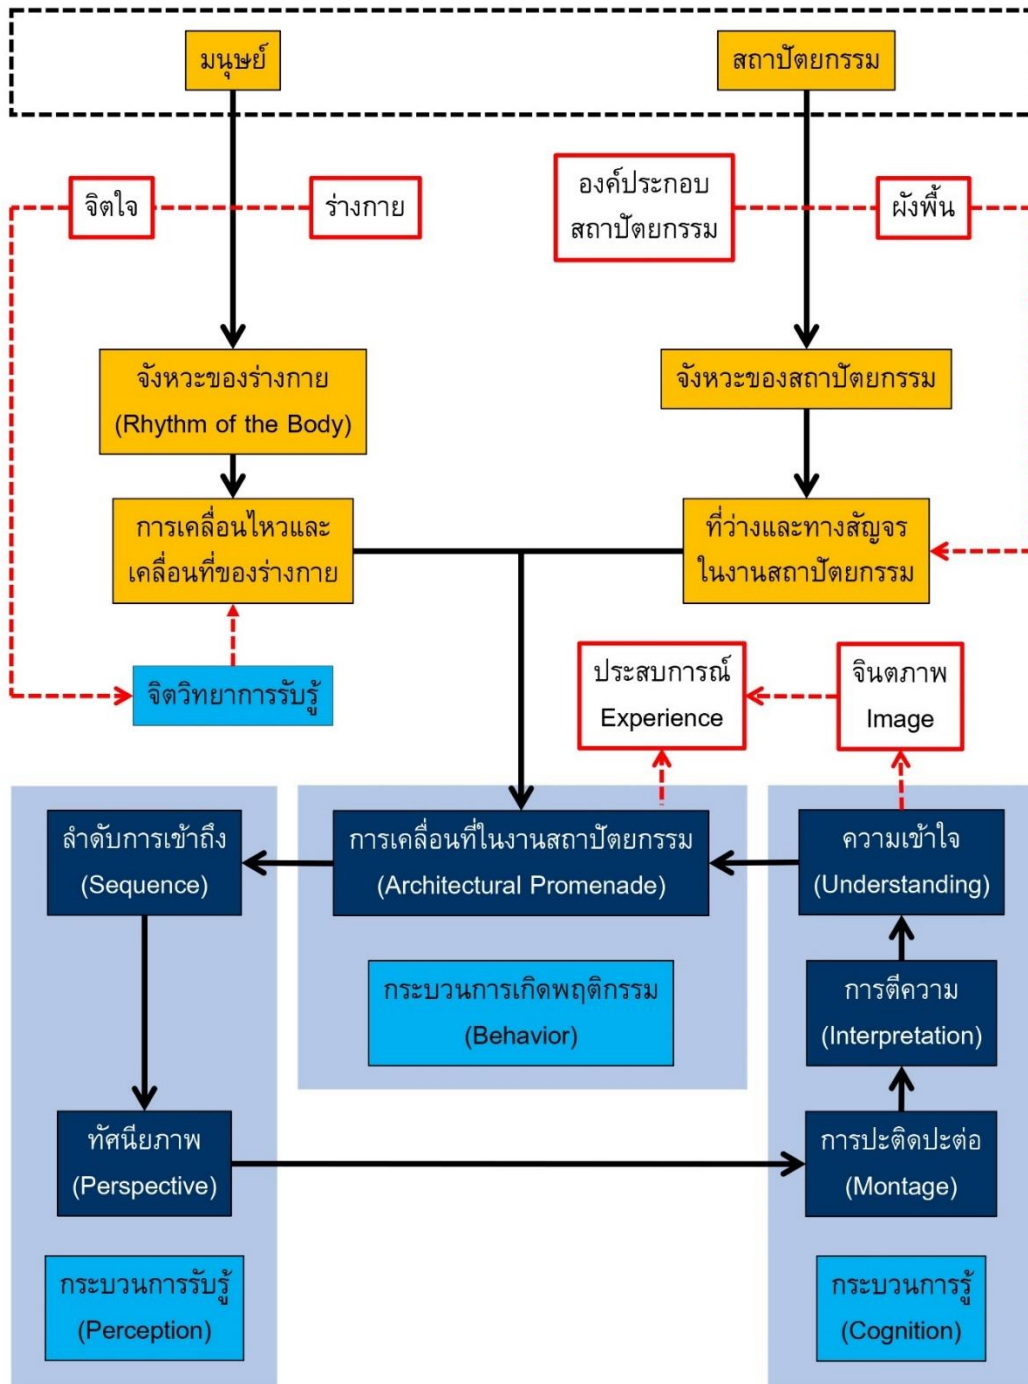 มนุษย์
สถาปัตยกรรม
จิตใจ
ร่างกาย
องค์ประกอบ
สถาปัตยกรรม
ผังพื้น
จังหวะของร่างกาย
(Rhythm of the Body)
จังหวะของสถาปัตยกรรม
การเคลื่อนไหวและ
เคลื่อนที่ของร่างกาย
ที่ว่างและทางสัญจร
ในงานสถาปัตยกรรม
จิตวิทยาการรับรู้
ประสบการณ์
Experience
จินตภาพ
Image
ลำดับการเข้าถึง
(Sequence)
การเคลื่อนที่ในงานสถาปัตยกรรม
(Architectural Promenade)
ความเข้าใจ
(Understanding)
กระบวนการเกิดพฤติกรรม
(Behavior)
การตีความ
(Interpretation)
ทัศนียภาพ
(Perspective)
การปะติดปะต่อ
(Montage)
กระบวนการรับรู้
(Perception)
กระบวนการรู้
(Cognition)